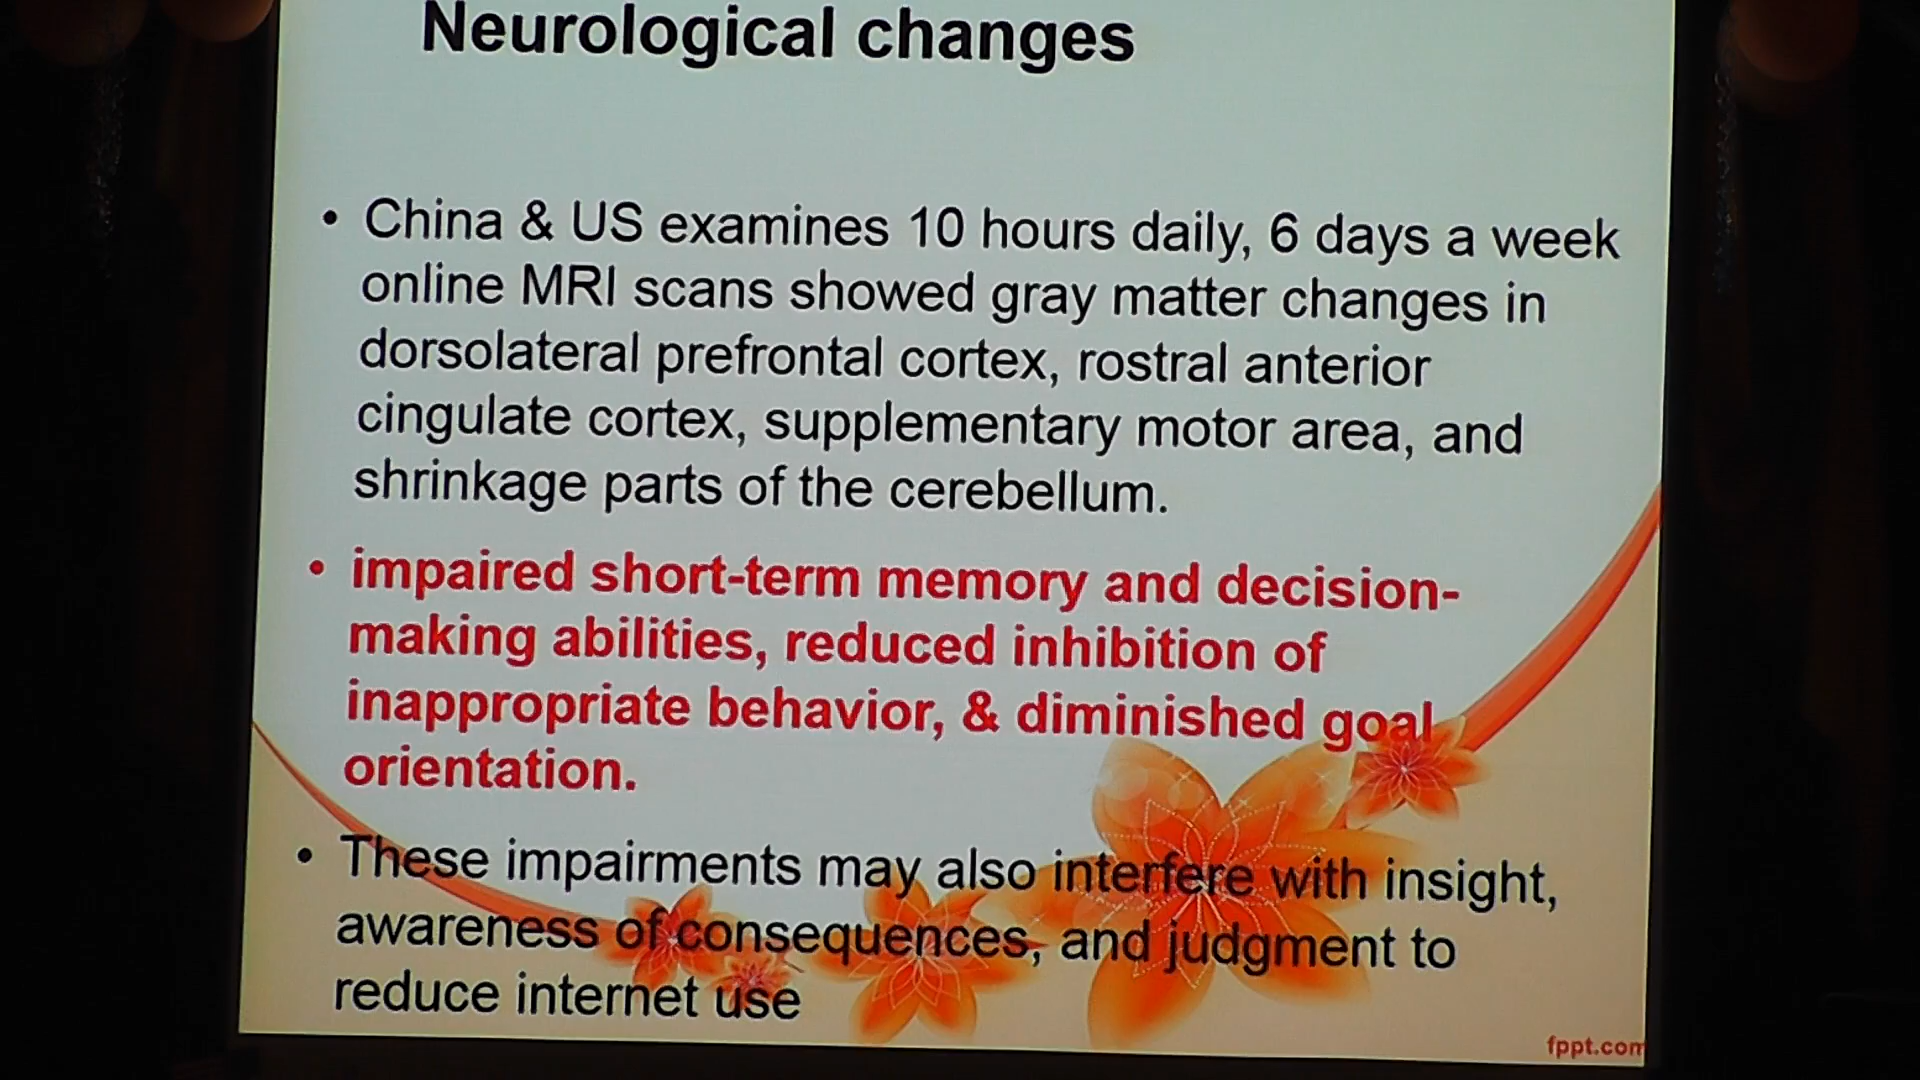 Neurological changes
• China & US examines 10 hours daily, 6 days a week
online MRI scans showed gray matter changes in
dorsolateral prefrontal cortex, rostral anterior
cingulate cortex, supplementary motor area, and
shrinkage parts of the cerebellum.
• impaired short-term memory and decision-
making abilities, reduced inhibition of
inappropriate behavior, & diminished goal
orientation.
• These impairments may also interfere with insight,
awareness of consequences, and judgment to
reduce internet use
fppt.com